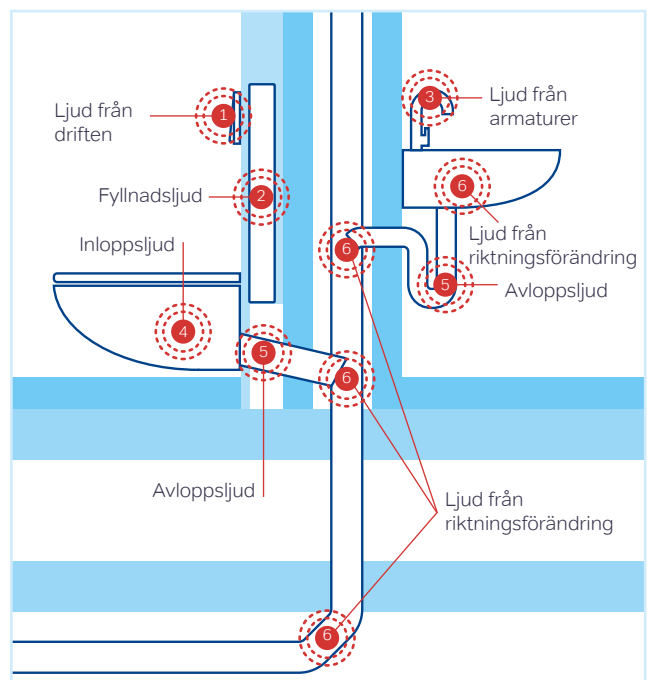 Ljud från
driften
1
3
Ljud från
armaturer
Fyllnadsljud
2
6
Ljud från
riktningsförändring
Inloppsljud
6
5
Avloppsljud
4
5
6
Avloppsljud
Ljud från
riktningsförändring
6